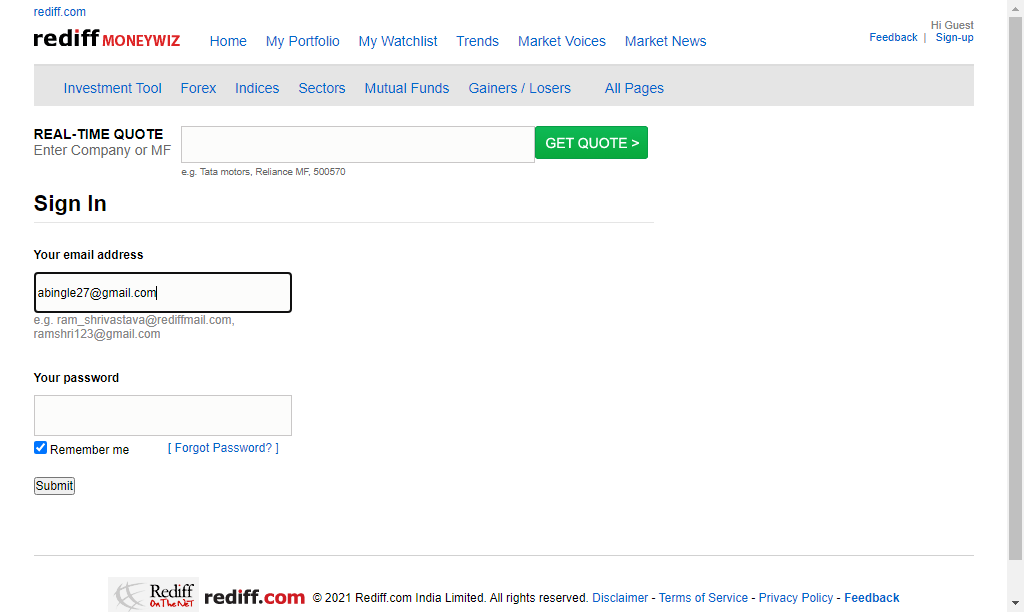 rediff.com
rediff MONEYWIZ Home My Portfolio My Watchlist Trends Market Voices Market News
Hi Guest
Feedback | Sign-up
Investment Tool Forex Indices Sectors Mutual Funds Gainers / Losers All Pages
REAL-TIME QUOTE
Enter Company or MF
GET QUOTE >
e.g. Tata motors, Reliance MF, 500570
Sign In
Your email address
abingle27@gmail.com
e.g. ram_shrivastava@rediffmail.com,
ramshri123@gmail.com
Your password
Remember me [ Forgot Password? ]
Submit
Rediff
On The NeT
rediff.com © 2021 Rediff.com India Limited. All rights reserved. Disclaimer - Terms of Service - Privacy Policy - Feedback